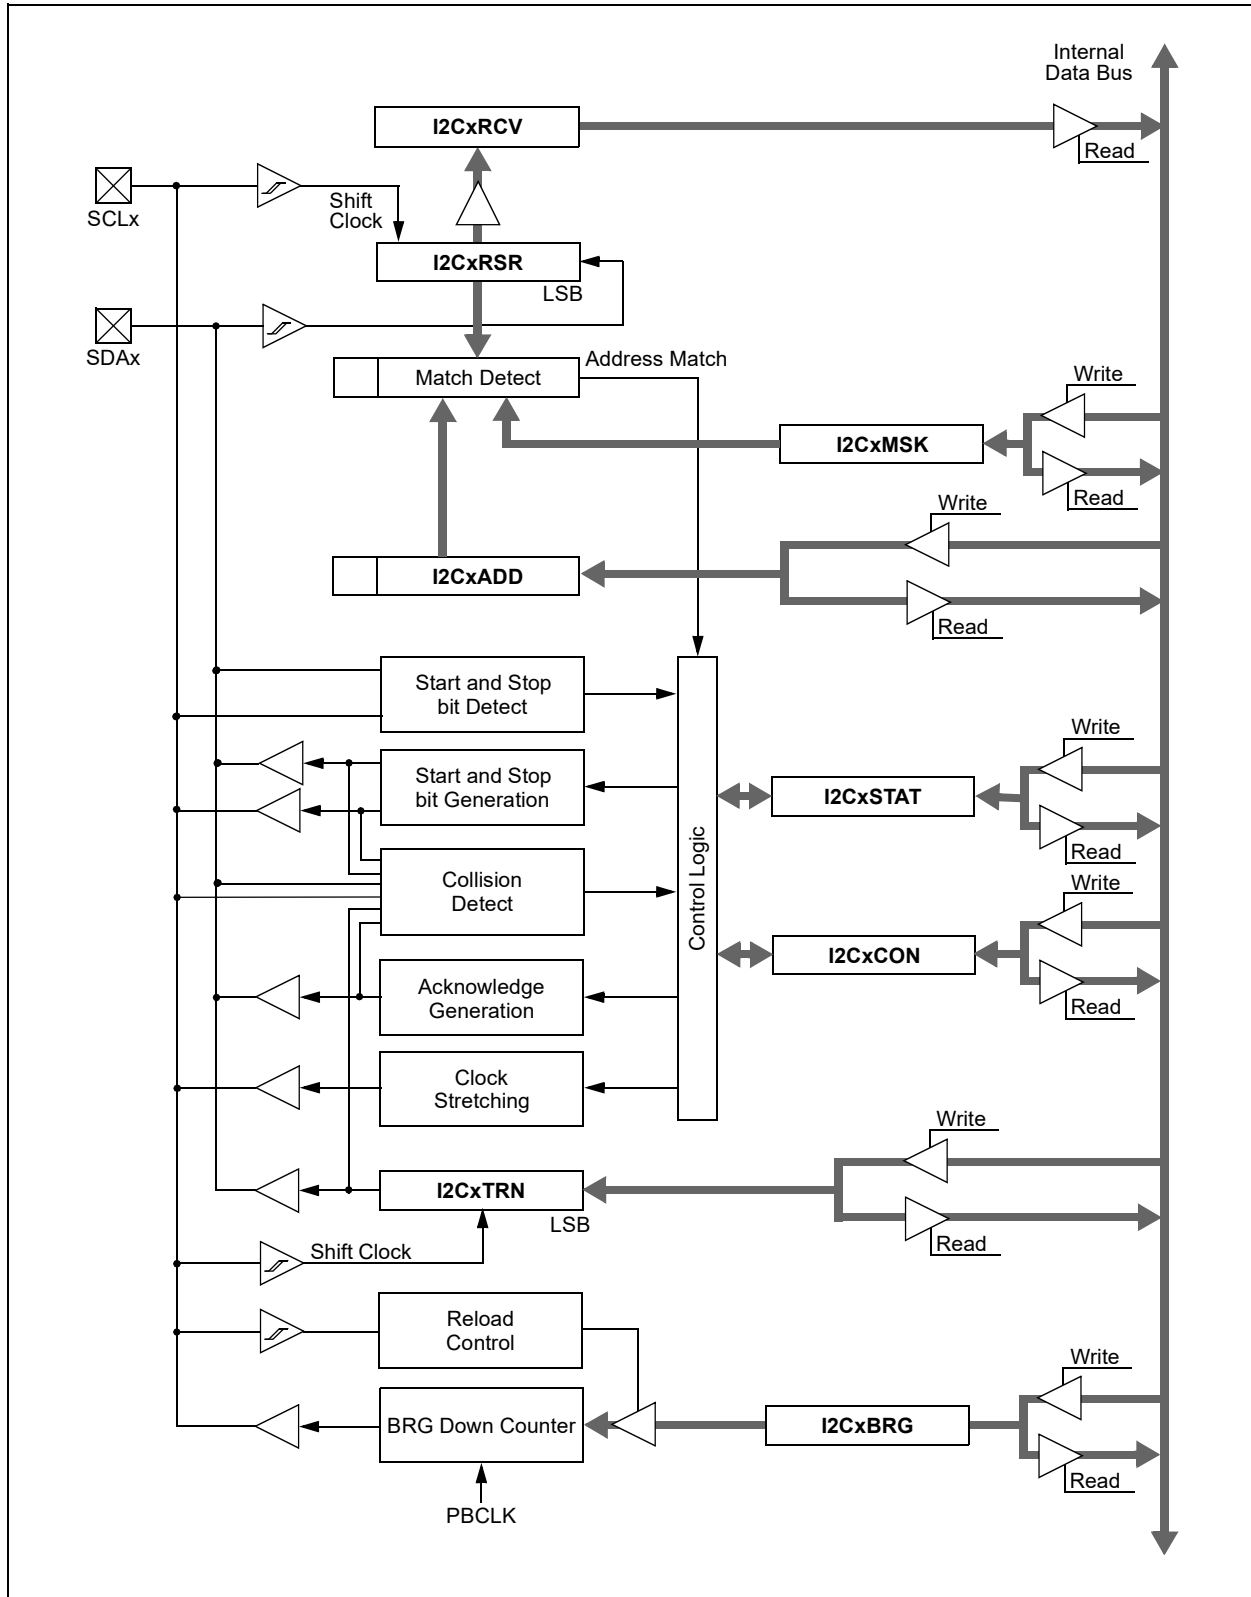 Internal
Data Bus
I2CxRCV
Read
SCLx
Shift
Clock
I2CxRSR
LSB
SDAx
Address Match
Match Detect
Write
I2CxMSK
Read
Write
I2CxADD
Read
Start and Stop
bit Detect
Write
Start and Stop
bit Generation
I2CxSTAT
Read
Control Logic
Collision
Detect
Write
I2CxCON
Acknowledge
Generation
Read
Clock
Stretching
Write
I2CxTRN
LSB
Read
Shift Clock
Reload
Control
Write
BRG Down Counter
I2CxBRG
Read
PBCLK